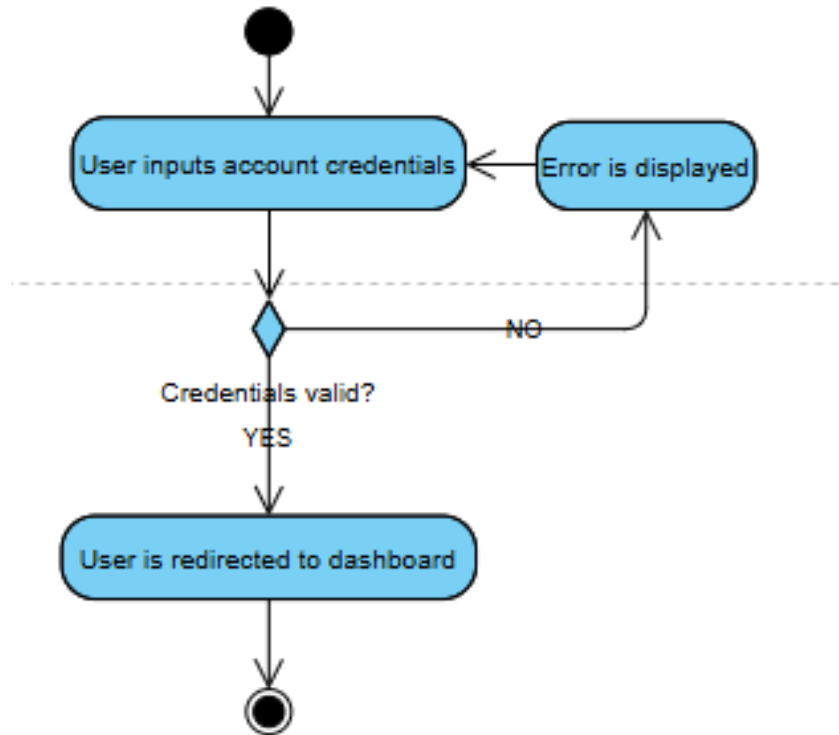 User inputs account credentials
Error is displayed
NO
Credentials valid?
YES
User is redirected to dashboard